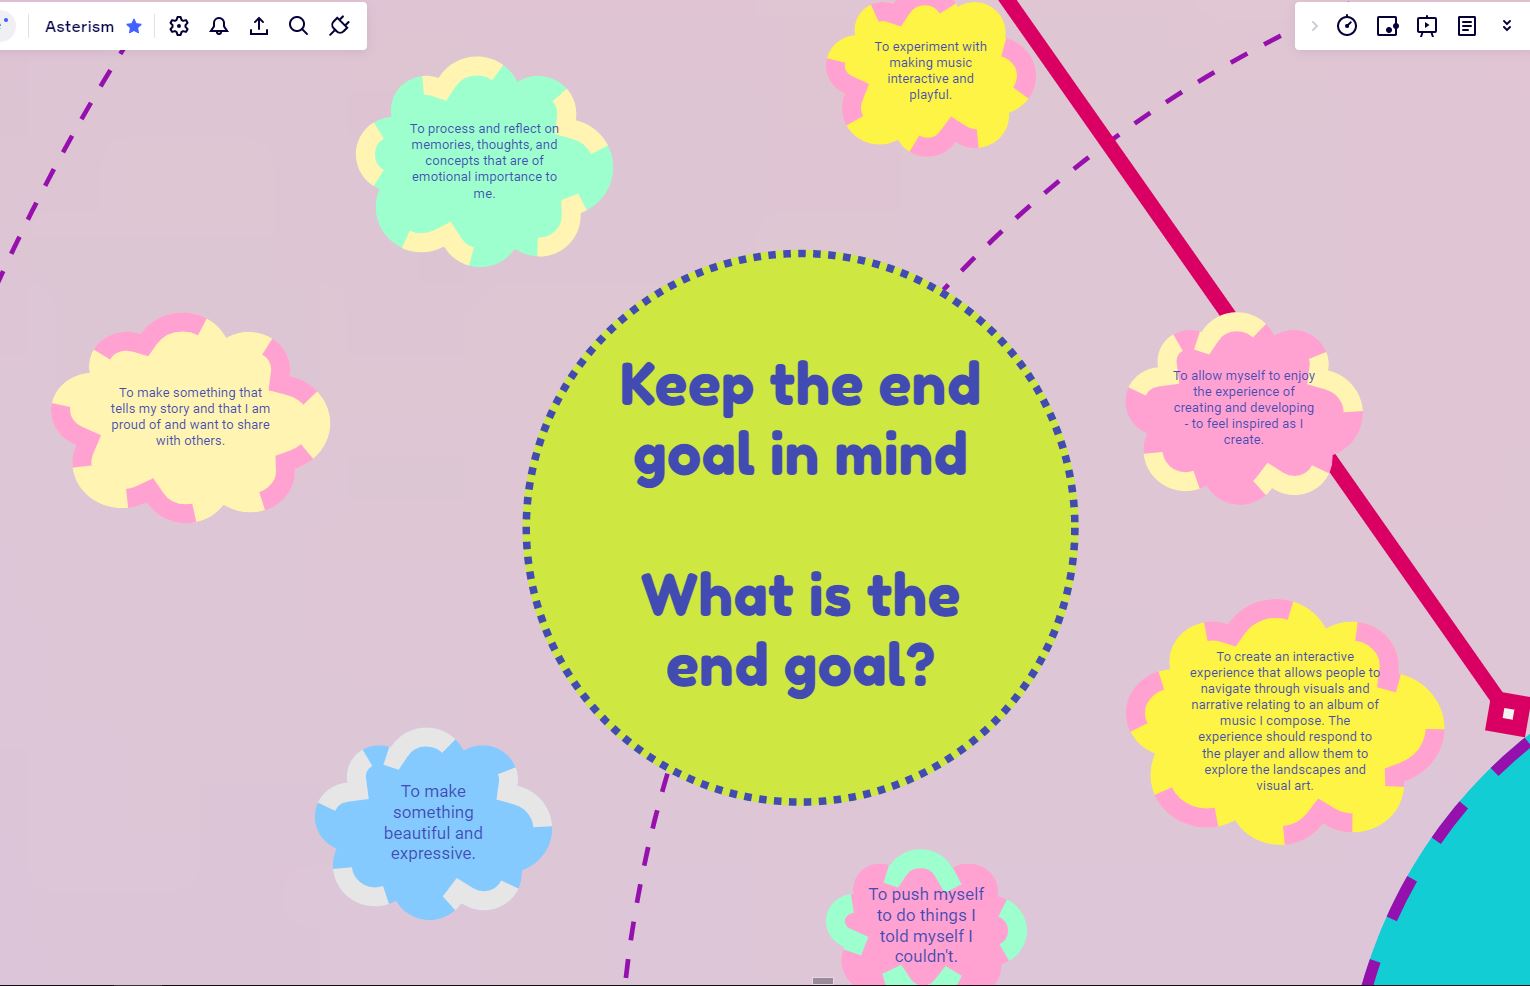 Asterism
To experiment with
making music
interactive and
playful.
To process and reflect on
memories, thoughts, and
concepts that are of
emotional importance to
me.
Keep the end
goal in mind
What is the
end goal?
To make something that
tells my story and that I am
proud of and want to share
with others.
To allow myself to enjoy
the experience of
creating and developing
- to feel inspired as I
create.
To create an interactive
experience that allows people to
navigate through visuals and
narrative relating to an album of
music I compose. The
experience should respond to
the player and allow them to
explore the landscapes and
visual art.
To make
something
beautiful and
expressive.
To push myself
to do things I
told myself I
couldn't.